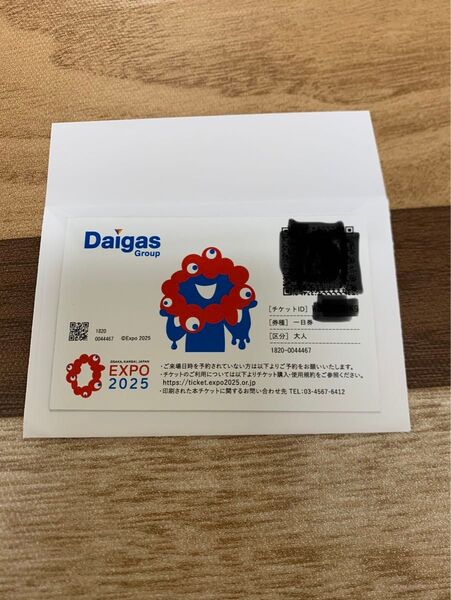 Daigas
Group
[チケットID]
[券種] 一日券
[区分] 大人
1820-0044467
1820
0044467
©Expo 2025
OSAKA, KANSAI, JAPAN
EXPO
2025
・ご来場日時を予約されていない方は以下よりご予約をお願いいたします。
・チケットのご利用については以下よりチケット購入・使用規約をご参照ください。
https://ticket.expo2025.or.jp
・印刷された本チケットに関するお問い合わせ先 TEL:03-4567-6412